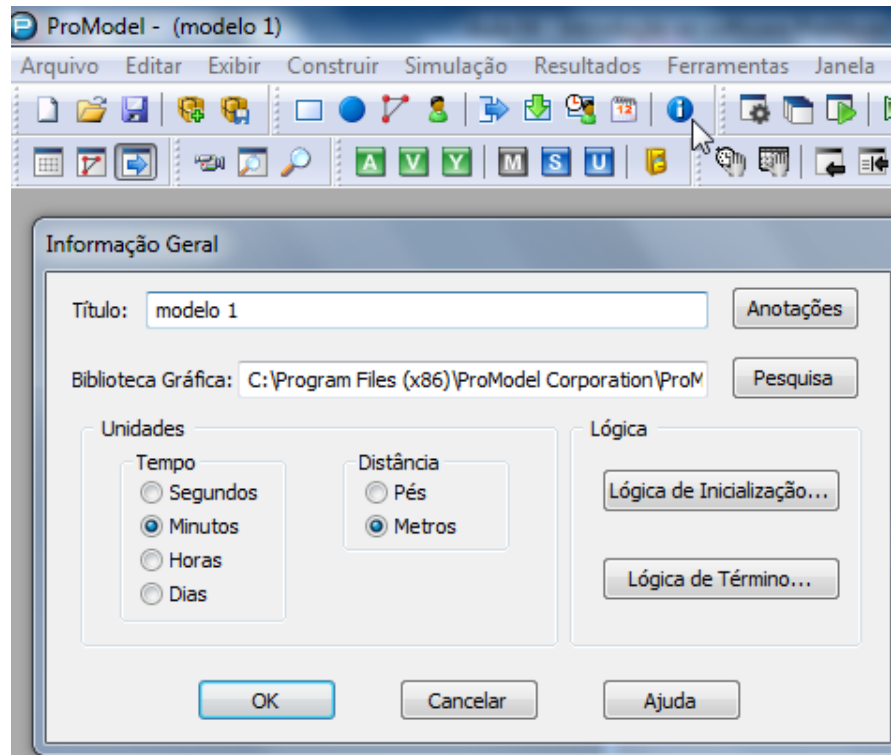 ProModel - (modelo 1)
Arquivo Editar Exibir Construir Simulação Resultados Ferramentas Janela
12
A V Y M S U
Informação Geral
Título: modelo 1 Anotações
Biblioteca Gráfica: C:\Program Files (x86)\ProModel Corporation\ProM Pesquisa
Unidades Lógica
Tempo Distância
Segundos Pés Lógica de Inicialização...
Minutos Metros
Horas
Lógica de Término...
Dias
OK Cancelar Ajuda